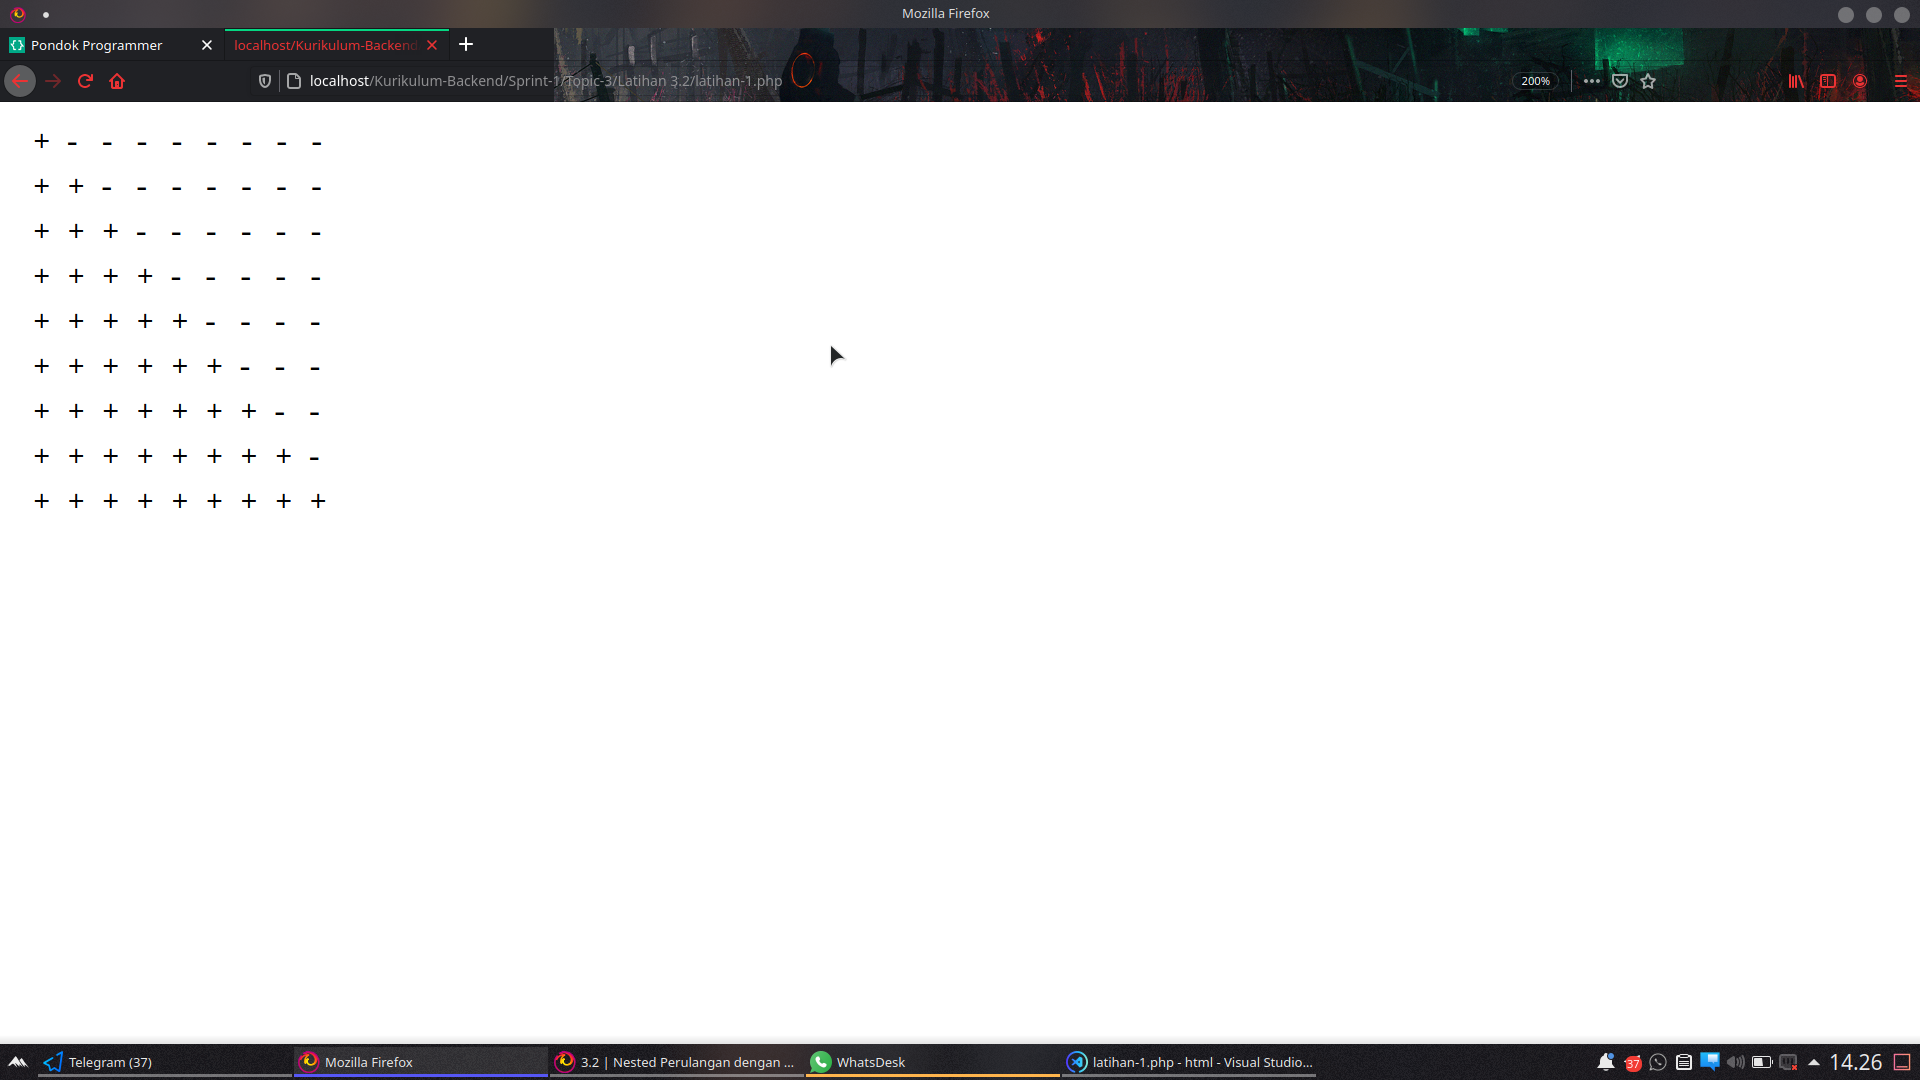 Mozilla Firefox
Pondok Programmer
localhost/Kurikulum-Backend
localhost/Kurikulum-Backend/Sprint-1/Topic-3/Latihan 3.2/latihan-1.php
200%
+ - - - - - - - -
+ + - - - - - - -
+ + + - - - - - -
+ + + + - - - - -
+ + + + + - - - -
+ + + + + + - - -
+ + + + + + + - -
+ + + + + + + + -
+ + + + + + + + +
Telegram (37)
Mozilla Firefox
3.2 | Nested Perulangan dengan ...
WhatsDesk
latihan-1.php - html - Visual Studio...
37
14.26